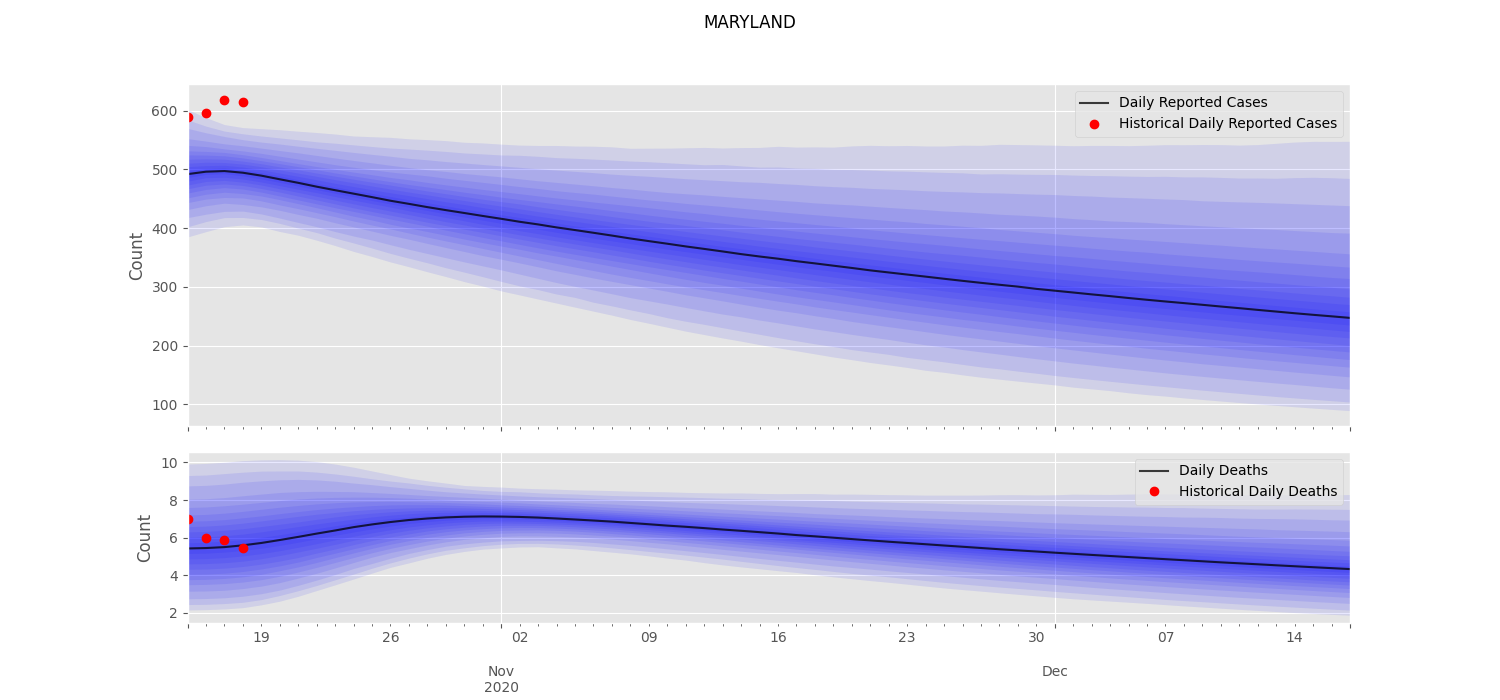 MARYLAND
Daily Reported Cases
Historical Daily Reported Cases
600
500
400
300
200
100
Count
Daily Deaths
Historical Daily Deaths
10
8
6
4
2
Count
19 26 02 09 16 23 30 07 14
Nov Dec
2020